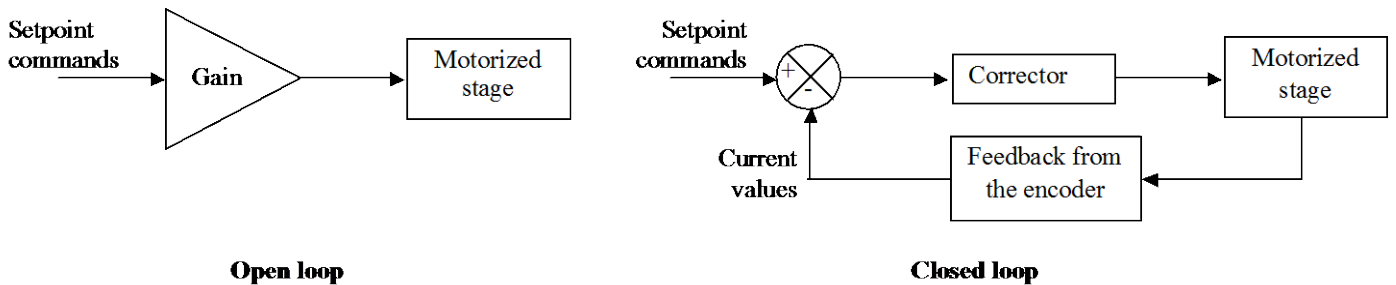 Setpoint
commands
Gain
Motorized
stage
Open loop
Setpoint
commands
+
-
Corrector
Motorized
stage
Current
values
Feedback from
the encoder
Closed loop